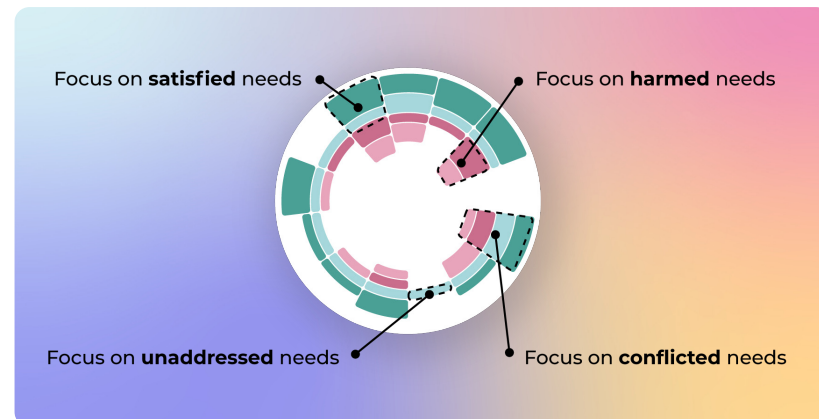 Focus on satisfied needs
Focus on harmed needs
Focus on unaddressed needs
Focus on conflicted needs